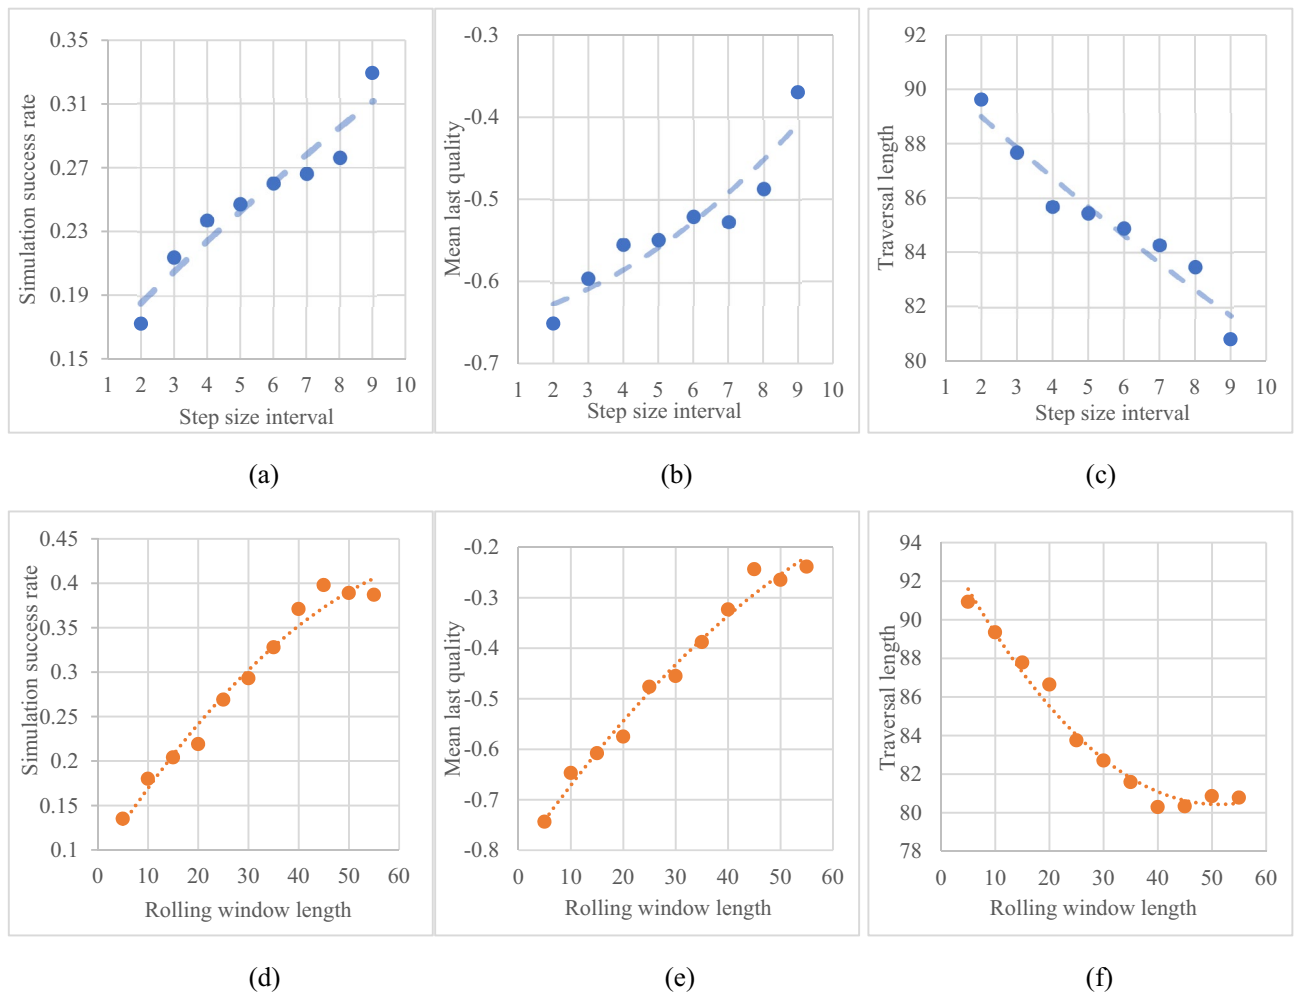 Simulation success rate
0.35
0.31
0.27
0.23
0.19
0.15
1 2 3 4 5 6 7 8 9 10
Step size interval
Mean last quality
-0.3
-0.4
-0.5
-0.6
-0.7
1 2 3 4 5 6 7 8 9 10
Step size interval
Traversal length
92
90
88
86
84
82
80
1 2 3 4 5 6 7 8 9 10
Step size interval
(a)
(b)
(c)
Simulation success rate
0.45
0.4
0.35
0.3
0.25
0.2
0.15
0.1
0 10 20 30 40 50 60
Rolling window length
Mean last quality
-0.2
-0.3
-0.4
-0.5
-0.6
-0.7
-0.8
0 10 20 30 40 50 60
Rolling window length
Traversal length
94
92
90
88
86
84
82
80
78
0 10 20 30 40 50 60
Rolling window length
(d)
(e)
(f)